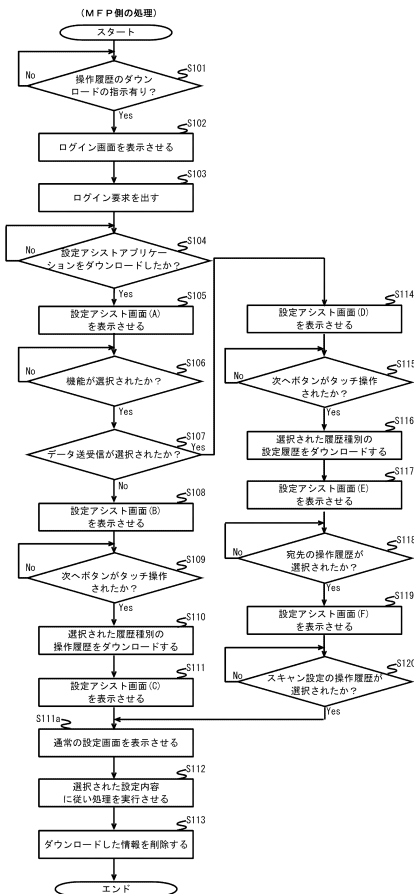 (MFP側の処理)
スタート
S101
操作履歴のダウン
ロードの指示有り？
No
Yes
S102
ログイン画面を表示させる
S103
ログイン要求を出す
S104
設定アシストアプリケー
ションをダウンロードしたか？
No
Yes
S105
設定アシスト画面(A)
を表示させる
S106
機能が選択されたか？
No
Yes
S107
データ送受信が選択されたか？
Yes
No
S108
設定アシスト画面(B)
を表示させる
S109
次へボタンがタッチ操作
されたか？
No
Yes
S110
選択された履歴種別の
操作履歴をダウンロードする
S111
設定アシスト画面(C)
を表示させる
S114
設定アシスト画面(D)
を表示させる
S115
次へボタンがタッチ操作
されたか？
No
Yes
S116
選択された履歴種別の
設定履歴をダウンロードする
S117
設定アシスト画面(E)
を表示させる
S118
宛先の操作履歴が
選択されたか？
No
Yes
S119
設定アシスト画面(F)
を表示させる
S120
スキャン設定の操作履歴が
選択されたか？
No
Yes
S111a
通常の設定画面を表示させる
S112
選択された設定内容
に従い処理を実行させる
S113
ダウンロードした情報を削除する
エンド